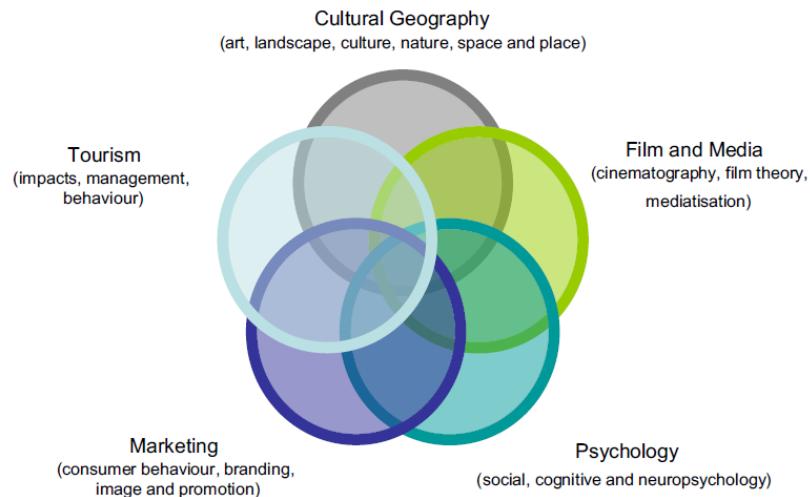 Cultural Geography
(art, landscape, culture, nature, space and place)
Tourism
(impacts, management,
behaviour)
Film and Media
(cinematography, film theory,
mediatisation)
Marketing
(consumer behaviour, branding,
image and promotion)
Psychology
(social, cognitive and neuropsychology)